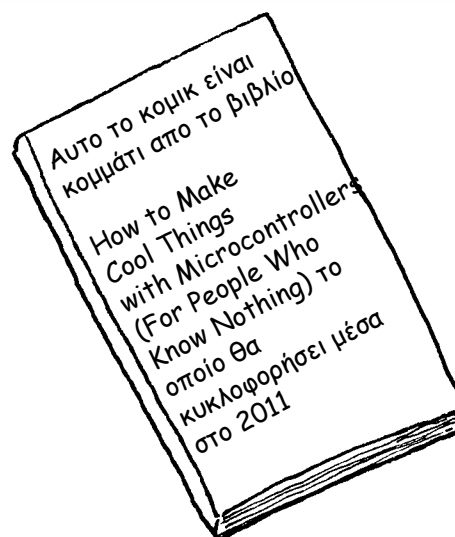 Αυτο το κομικ είναι
κομμάτι απο το βιβλίο
How to Make
Cool Things
with Microcontrollers
(For People Who
Know Nothing) το
οποίο θα
κυκλοφορήσει μέσα
στο 2011